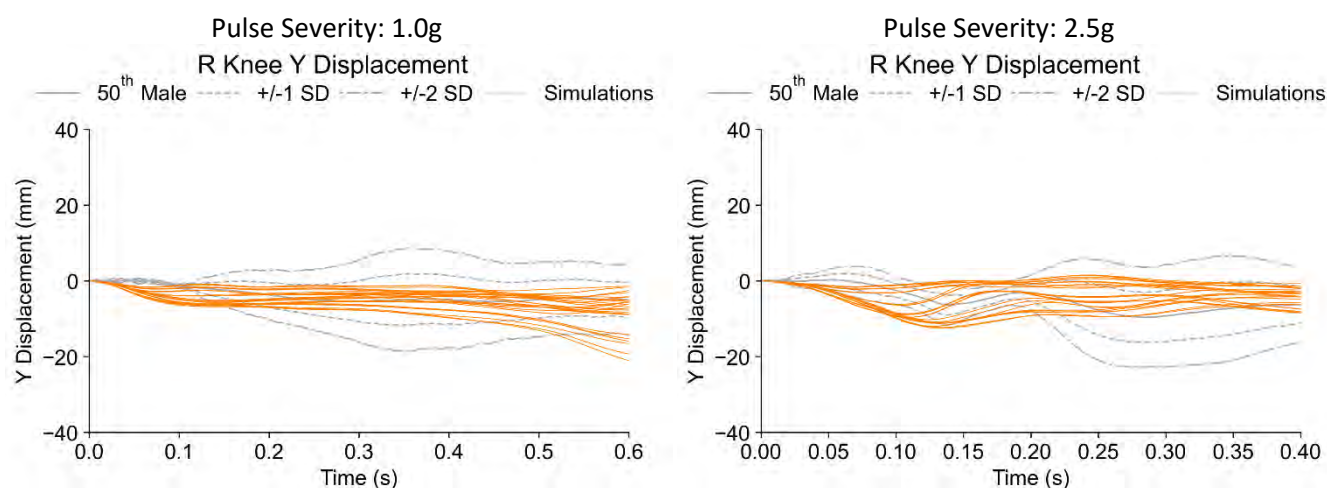 Pulse Severity: 1.0g
R Knee Y Displacement
50th Male +/-1 SD +/-2 SD Simulations
Y Displacement (mm)
40
20
0
−20
−40
0.0 0.1 0.2 0.3 0.4 0.5 0.6
Time (s)
Pulse Severity: 2.5g
R Knee Y Displacement
50th Male +/-1 SD +/-2 SD Simulations
Y Displacement (mm)
40
20
0
−20
−40
0.00 0.05 0.10 0.15 0.20 0.25 0.30 0.35 0.40
Time (s)